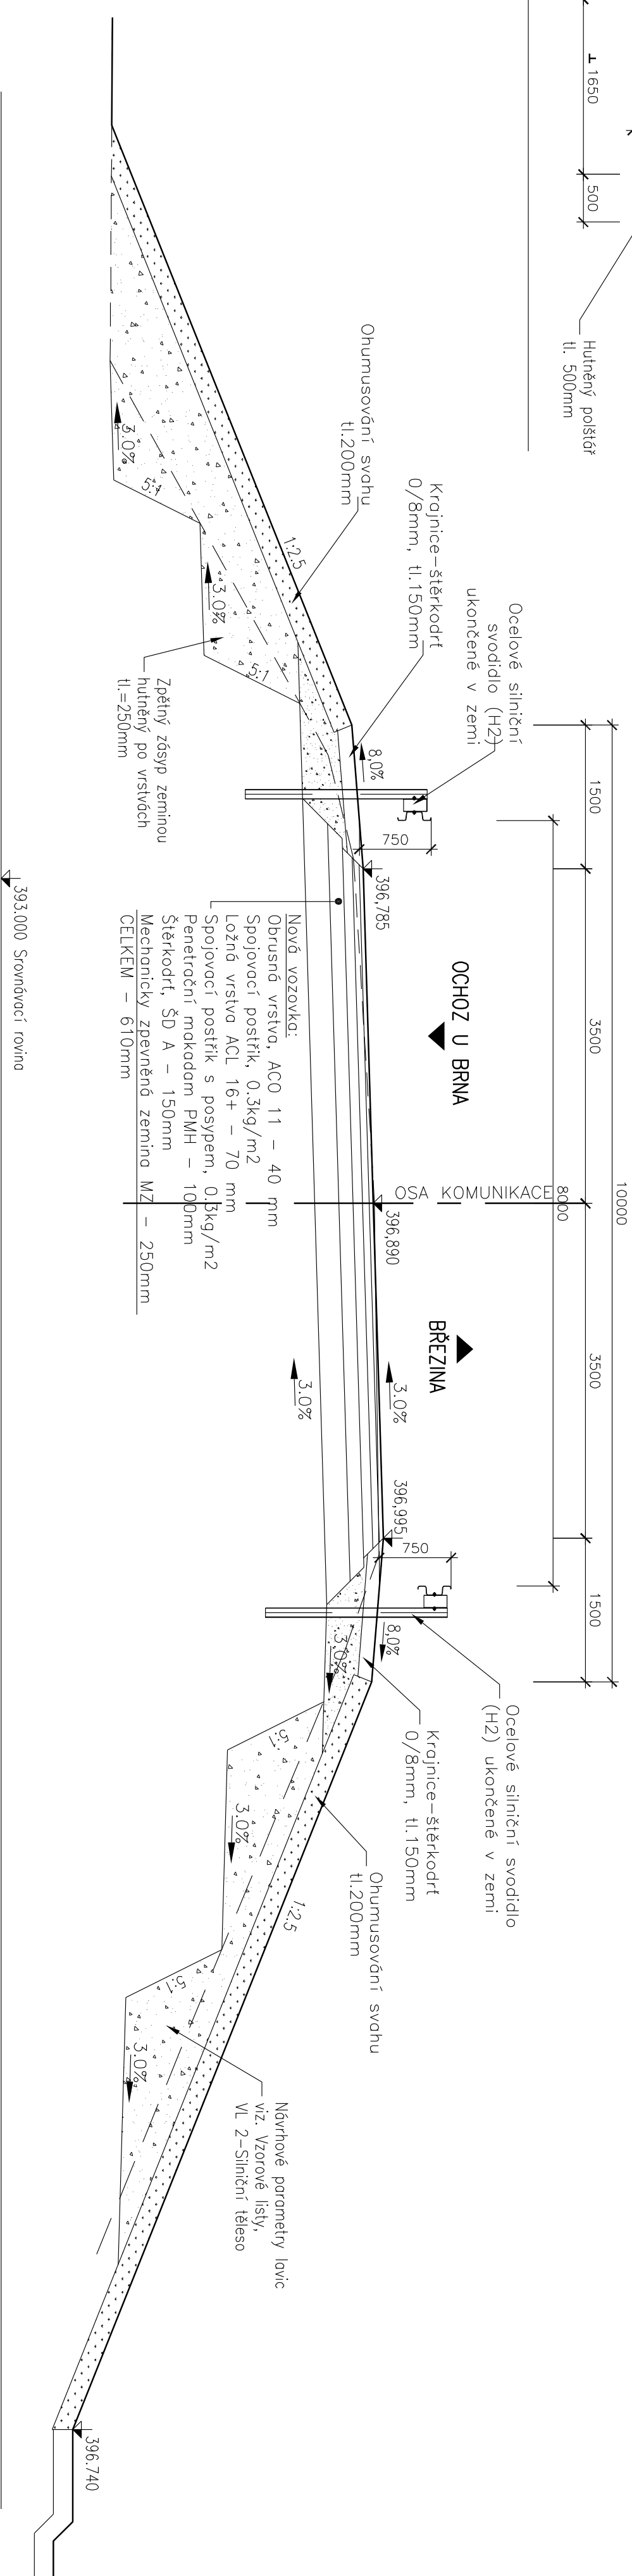 1650
500
Hutněný polštář
tl. 500mm
10000
8000
1500
3500
3500
1500
Ocelové silniční
svodidlo (H2)
ukončené v zemi
Krajnice-štěrkodrť
0/8mm, tl.150mm
Ohumusování svahu
tl.200mm
1:2.5
3.0%
5:1
3.0%
5:1
8,0%
750
396,785
Zpětný zásyp zeminou
hutněný po vrstvách
tl.=250mm
OCHOZ U BRNA
OSA KOMUNIKACE
396,890
BŘEZINA
Nová vozovka:
Obrusná vrstva, ACO 11 - 40 mm
Spojovací postřik, 0.3kg/m2
Ložná vrstva ACL 16+ - 70 mm
Spojovací postřik s posypem, 0.3kg/m2
Penetrační makadam PMH - 100mm
Štěrkodrť, ŠD A - 150mm
Mechanicky zpevněná zemina MZ - 250mm
CELKEM - 610mm
3.0%
3.0%
396,995
750
8,0%
3.0%
Ocelové silniční svodidlo
(H2) ukončené v zemi
Krajnice-štěrkodrť
0/8mm, tl.150mm
Ohumusování svahu
tl.200mm
5:1
3.0%
1:2.5
5:1
3.0%
Návrhové parametry lavic
viz. Vzorové listy,
VL 2-Silniční těleso
396.740
393.000 Srovnávací rovina